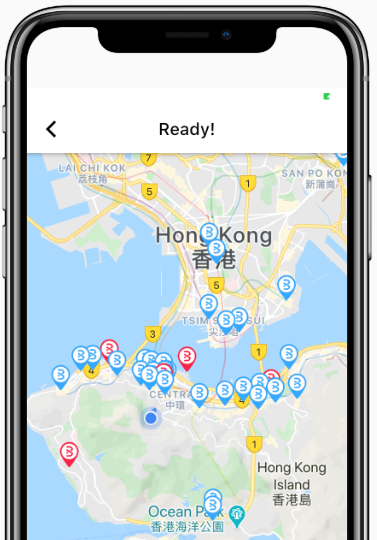 Ready!
LAI CHI KOK
荔枝角
7
SAN PO KON
新蒲崗
5
1
Hong Kong
香港
5
TSIM SHA TSUI
尖沙咀
3
1
4
CENTRAL
中環
4
1
Hong Kong
Island
香港島
Ocean Park
香港海洋公園